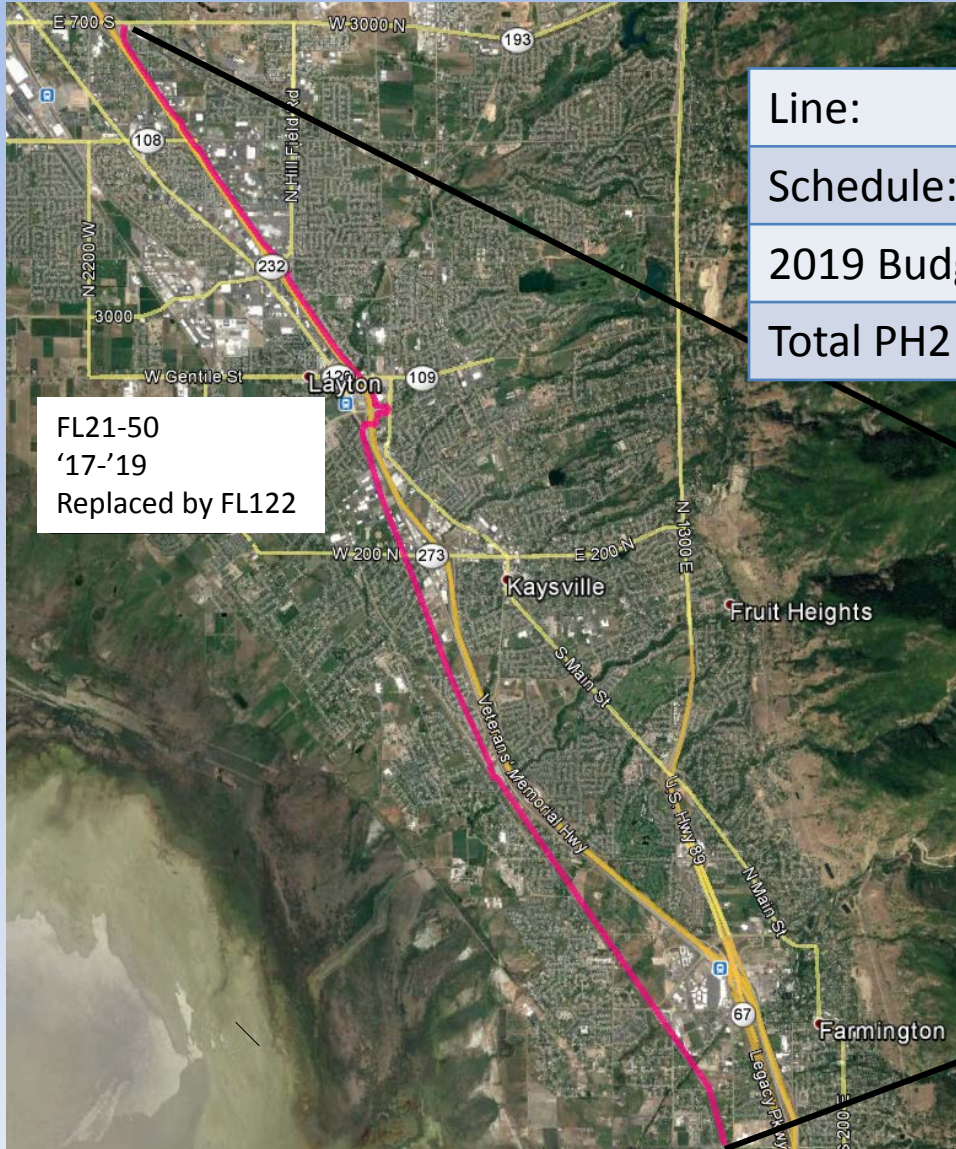 E 700 S
W 3000 N
193
Line:
Schedule:
2019 Budg
Total PH2
N Hill Field Rd
108
N 2200 W
232
3000
W Gentile St
Layton
109
FL21-50
‘17-’19
Replaced by FL122
W 200 N
273
E 200 N
N 1300 E
Kaysville
Fruit Heights
S Main St
Veterans' Memorial Hwy
U.S. Hwy 89
N Main St
67
Farmington
Legacy Pkwy
S 200 E